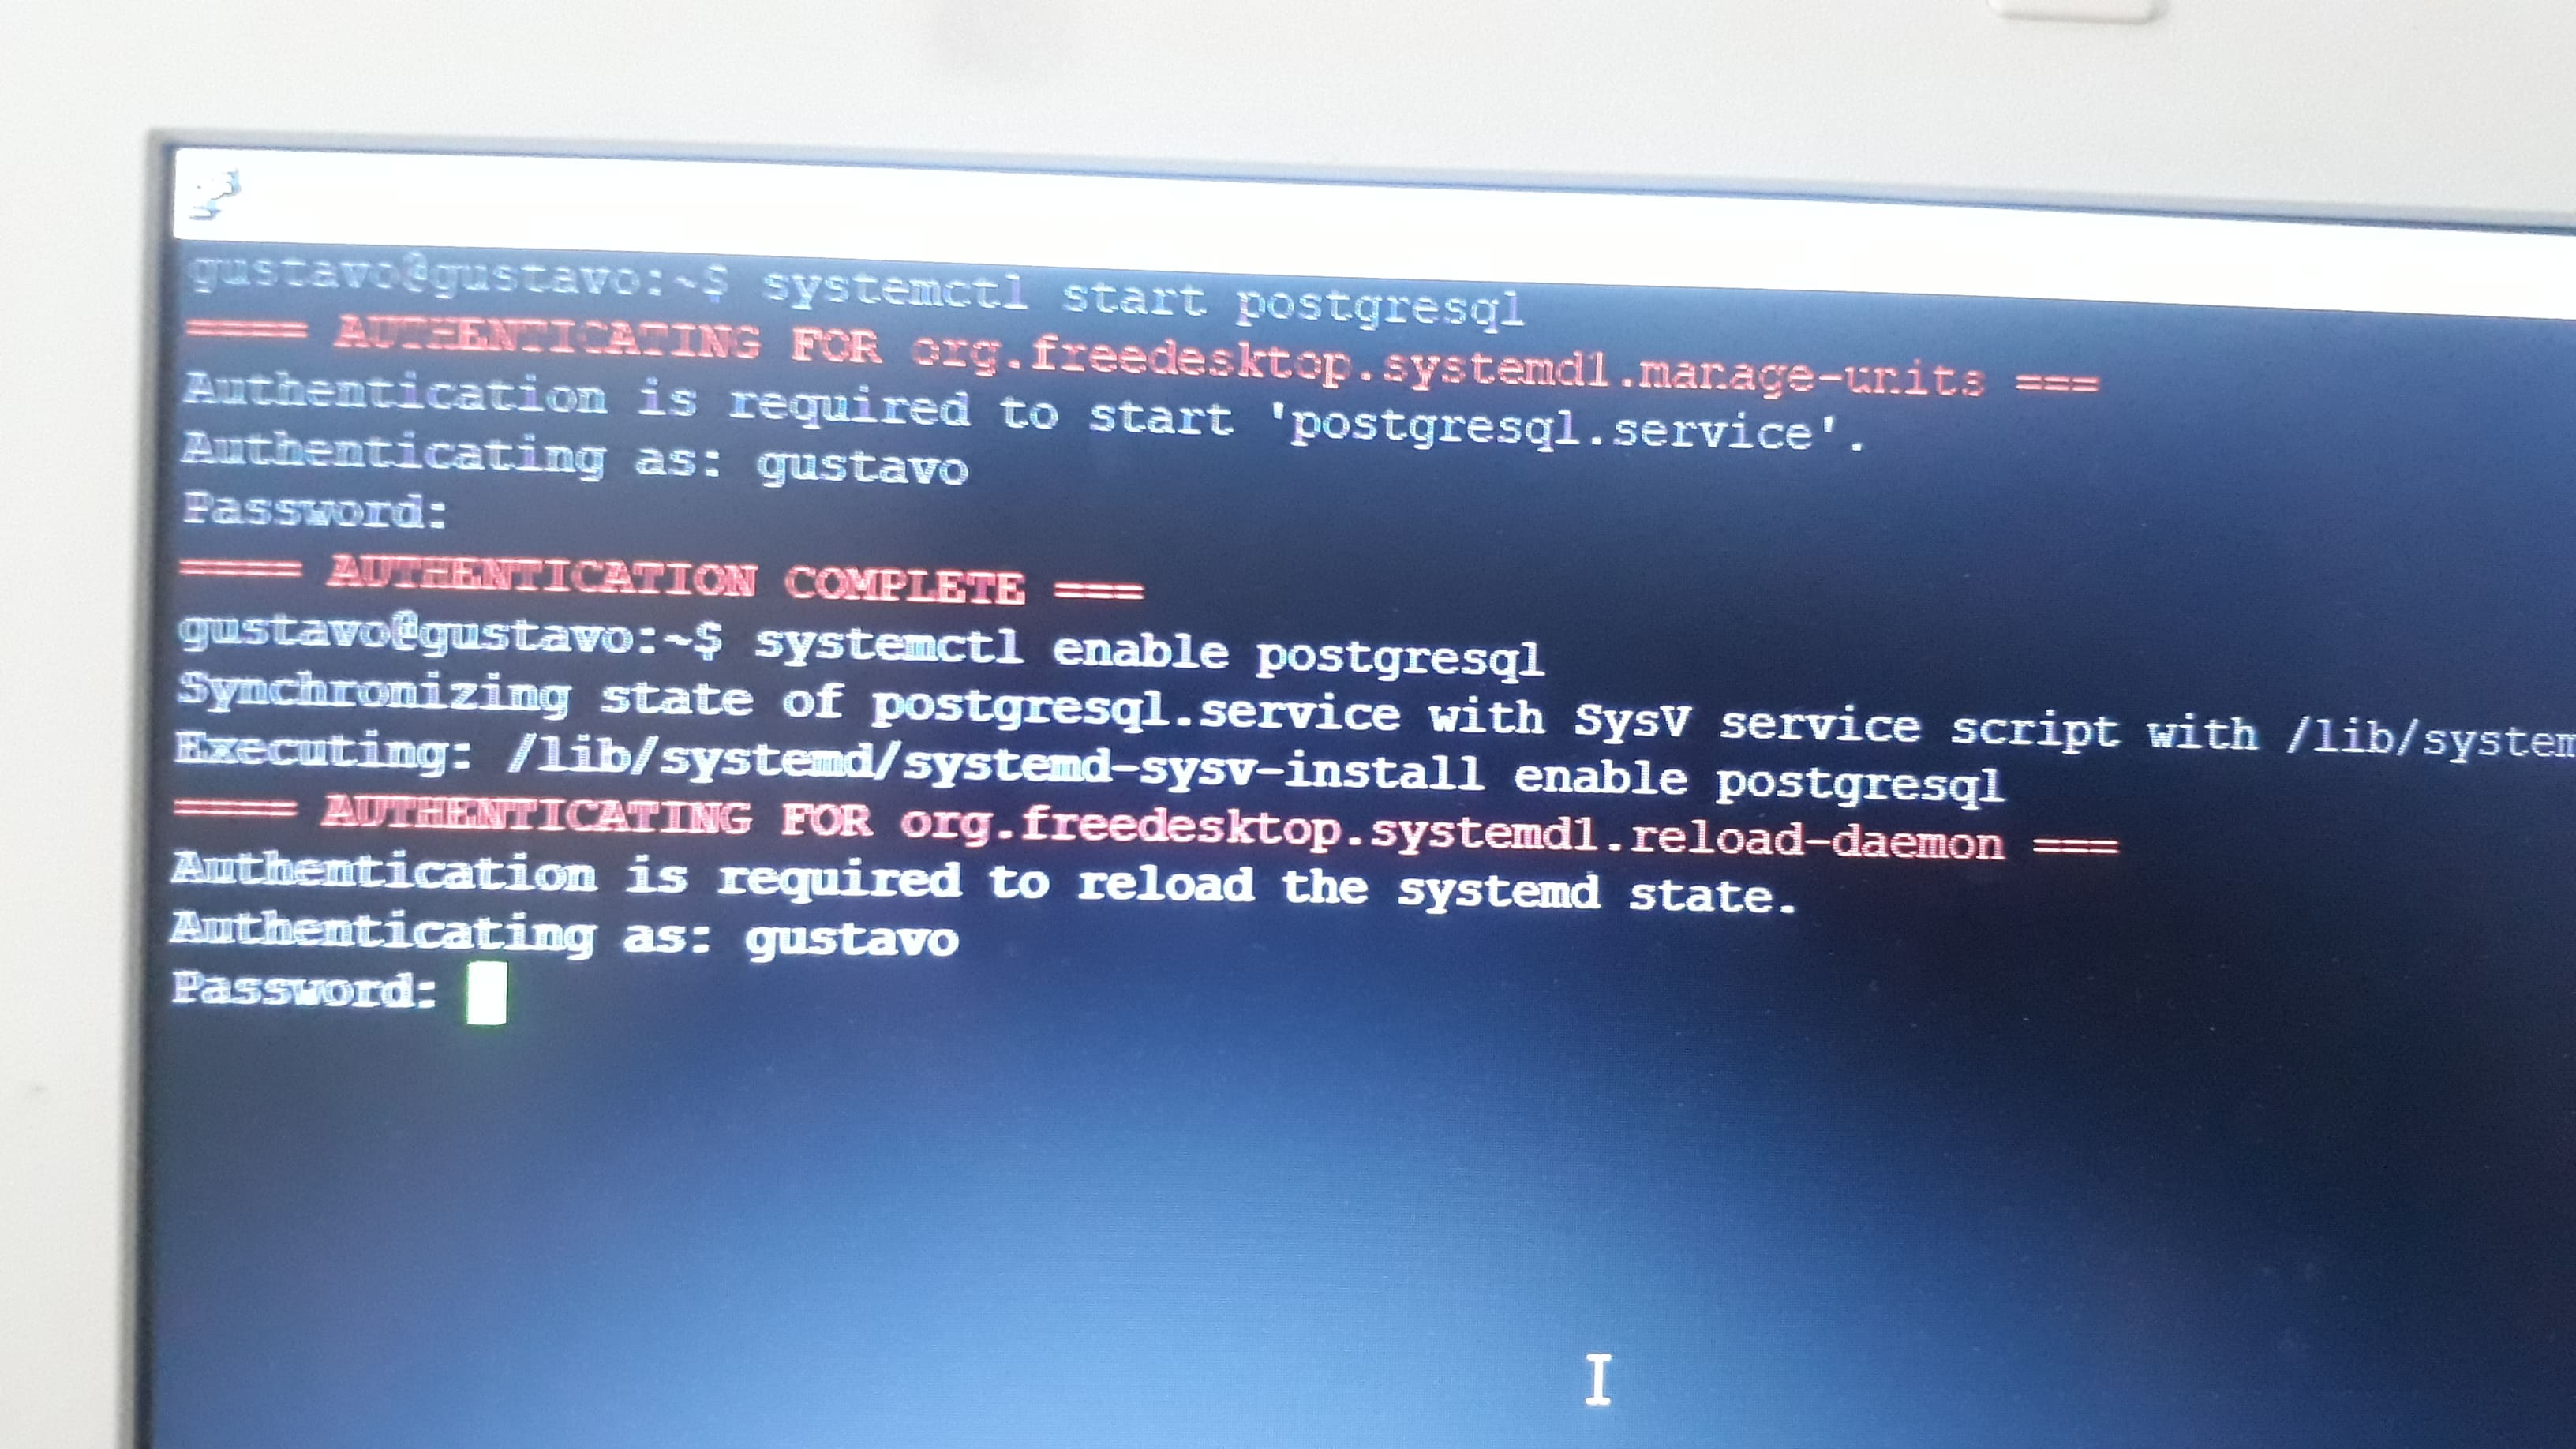 gustavo@gustavo:~$ systemctl start postgresql
==== AUTHENTICATING FOR org.freedesktop.systemd1.manage-units ===
Authentication is required to start 'postgresql.service'.
Authenticating as: gustavo
Password:
==== AUTHENTICATION COMPLETE ===
gustavo@gustavo:~$ systemctl enable postgresql
Synchronizing state of postgresql.service with SysV service script with /lib/system
Executing: /lib/systemd/systemd-sysv-install enable postgresql
==== AUTHENTICATING FOR org.freedesktop.systemd1.reload-daemon ===
Authentication is required to reload the systemd state.
Authenticating as: gustavo
Password: